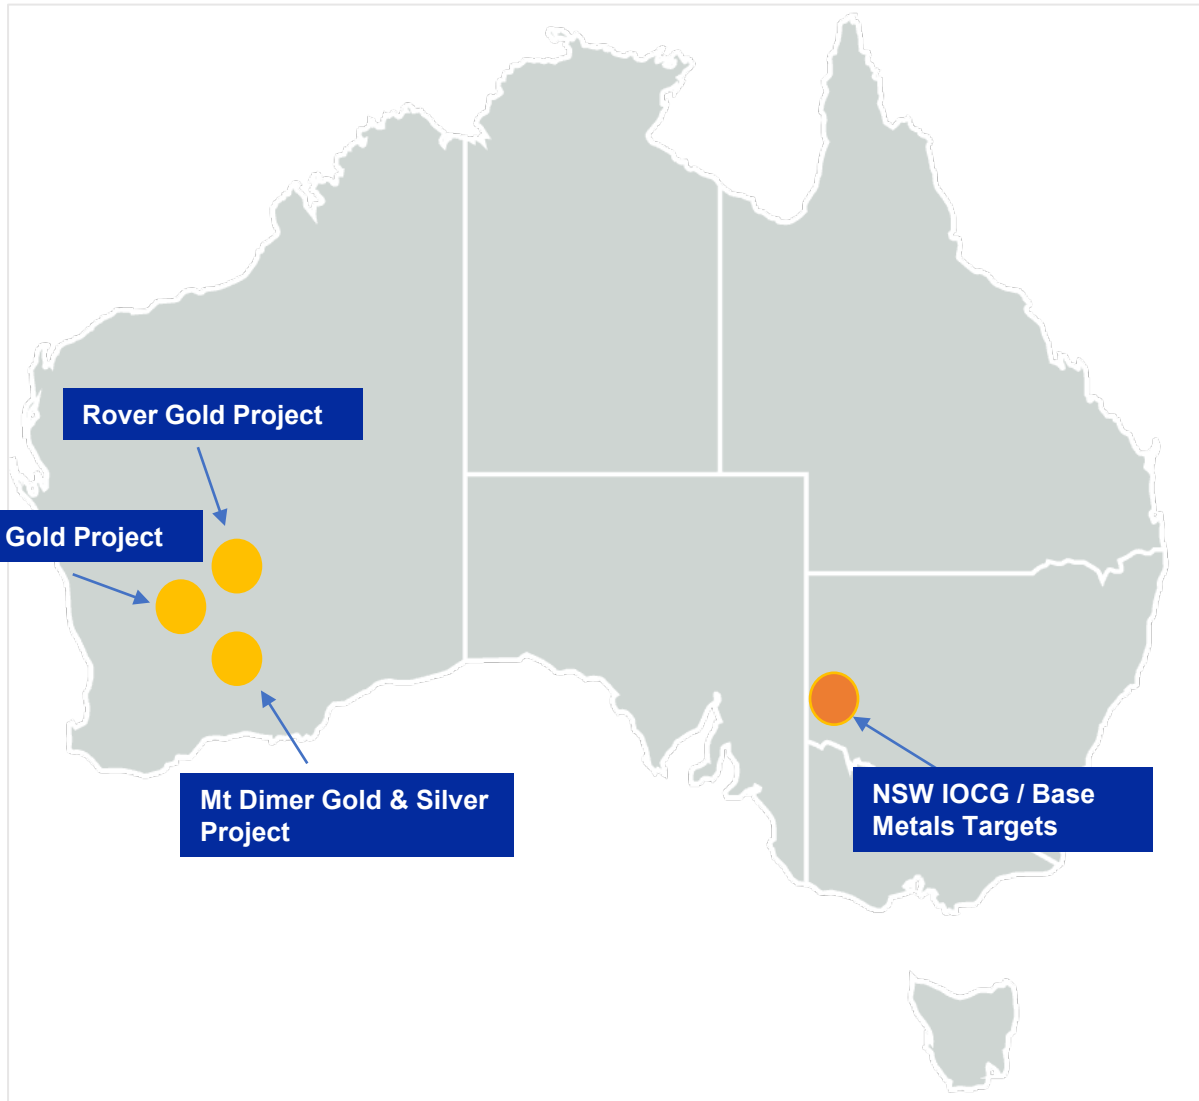 Rover Gold Project
Gold Project
Mt Dimer Gold & Silver
Project
NSW IOCG / Base
Metals Targets